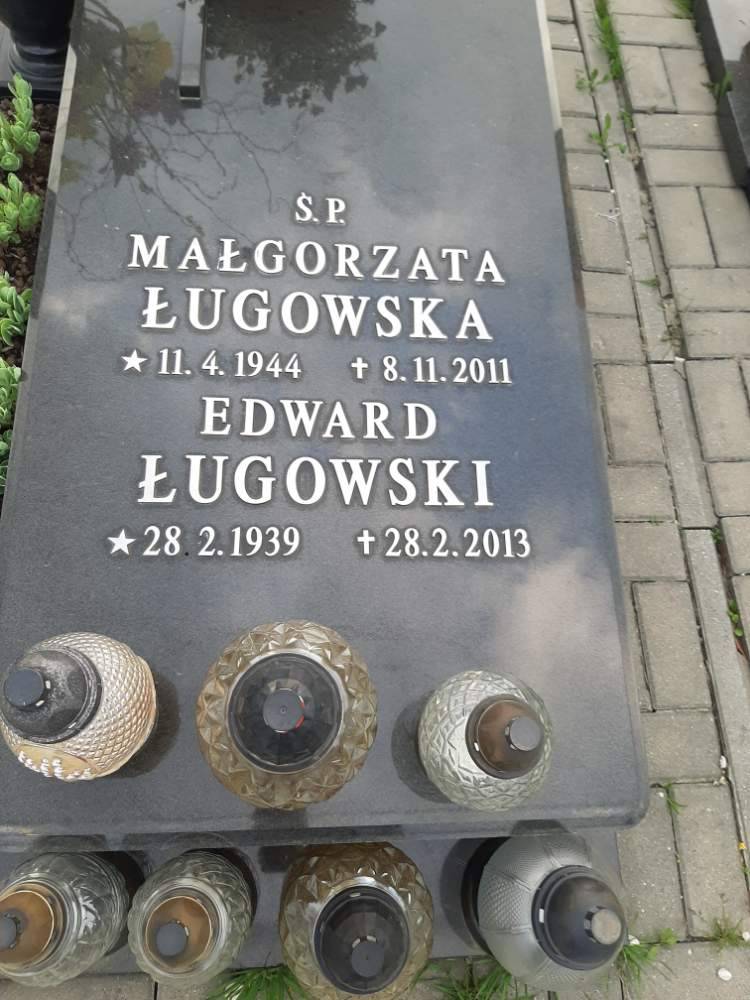 Ś.P.
MAŁGORZATA
ŁUGOWSKA
★ 11. 4. 1944 ✝ 8. 11. 2011
EDWARD
ŁUGOWSKI
★ 28. 2. 1939 ✝ 28. 2. 2013